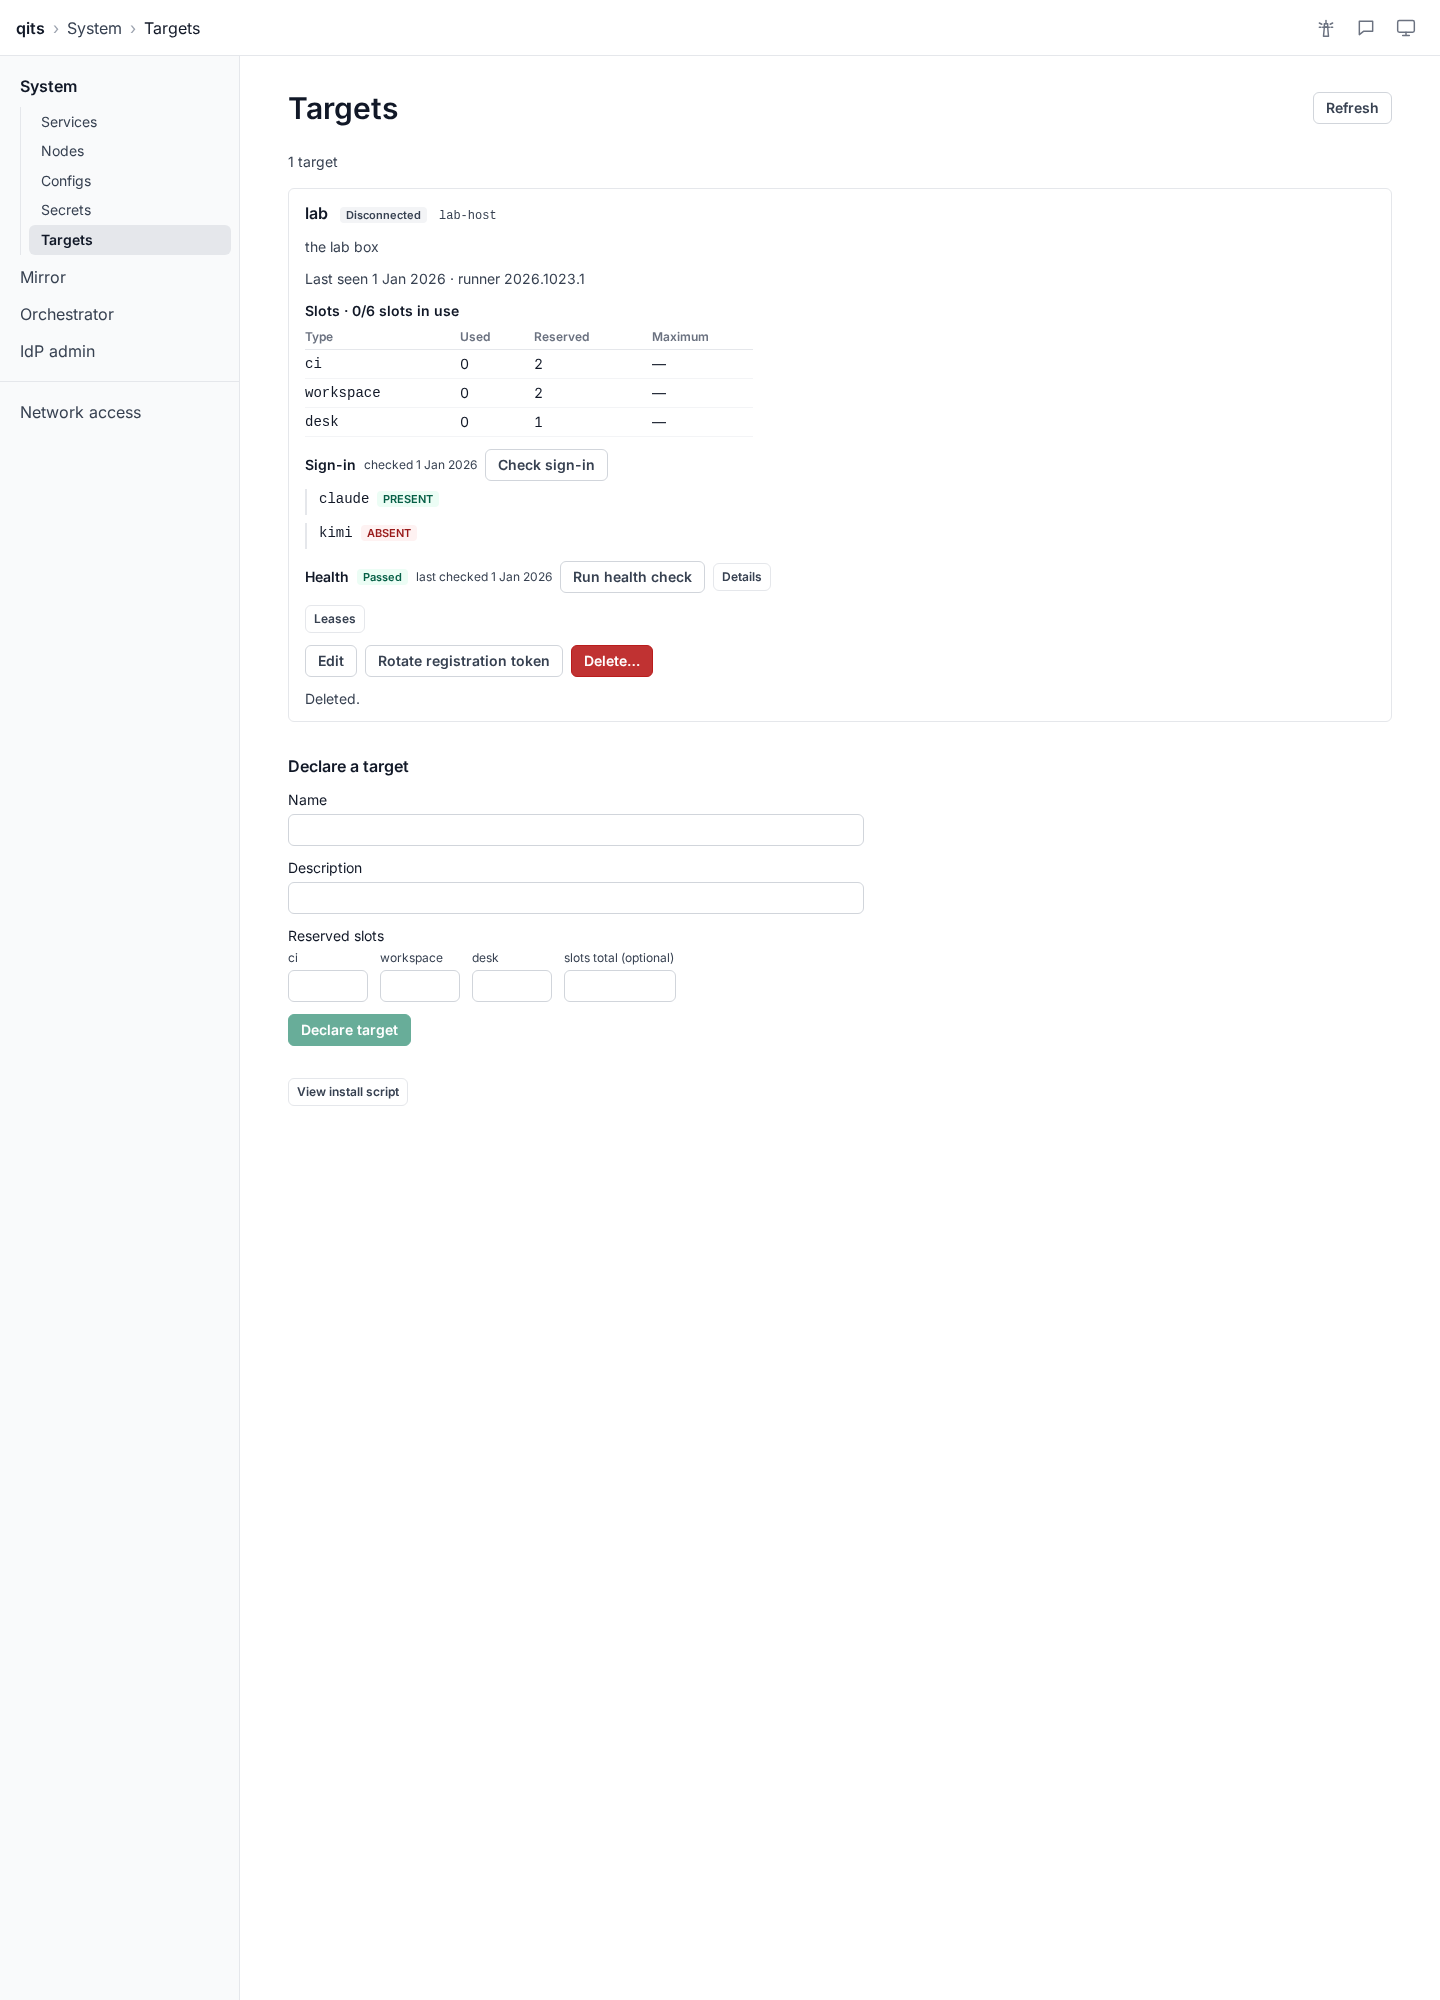 qits › System › Targets
System
Services
Nodes
Configs
Secrets
Targets
Mirror
Orchestrator
IdP admin
Network access
Targets
Refresh
1 target
lab Disconnected lab-host
the lab box
Last seen 1 Jan 2026 · runner 2026.1023.1
Slots · 0/6 slots in use
Type Used Reserved Maximum
ci 0 2 —
workspace 0 2 —
desk 0 1 —
Sign-in checked 1 Jan 2026 Check sign-in
claude PRESENT
kimi ABSENT
Health Passed last checked 1 Jan 2026 Run health check Details
Leases
Edit Rotate registration token Delete...
Deleted.
Declare a target
Name
Description
Reserved slots
ci workspace desk slots total (optional)
Declare target
View install script